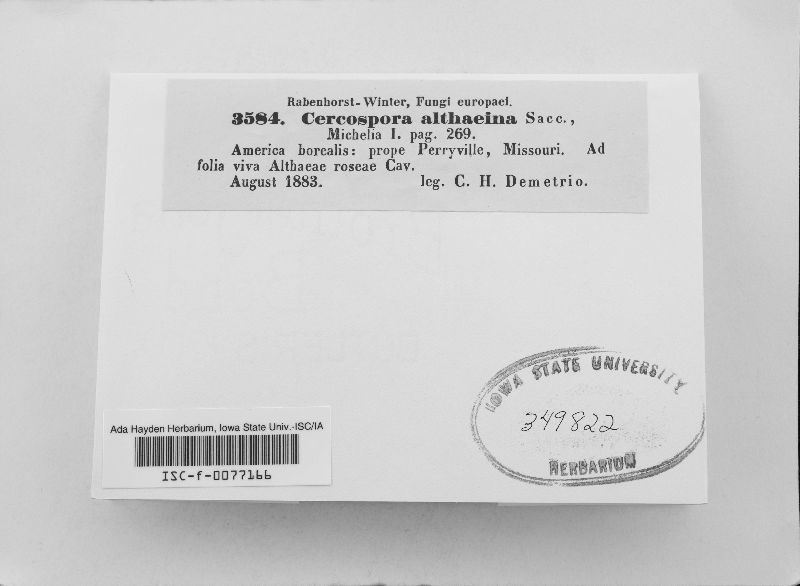 Rabenhorst-Winter, Fungi europaei.
3584. Cercospora althaeina Sacc.,
Michelia I. pag. 269.
America borealis: prope Perryville, Missouri. Ad
folia viva Althaeae roseae Cav.
August 1883. leg. C. H. Demetrio.
IOWA STATE UNIVERSITY
349822
HERBARIUM
Ada Hayden Herbarium, Iowa State Univ.-ISC/IA
ISC-f-0077166